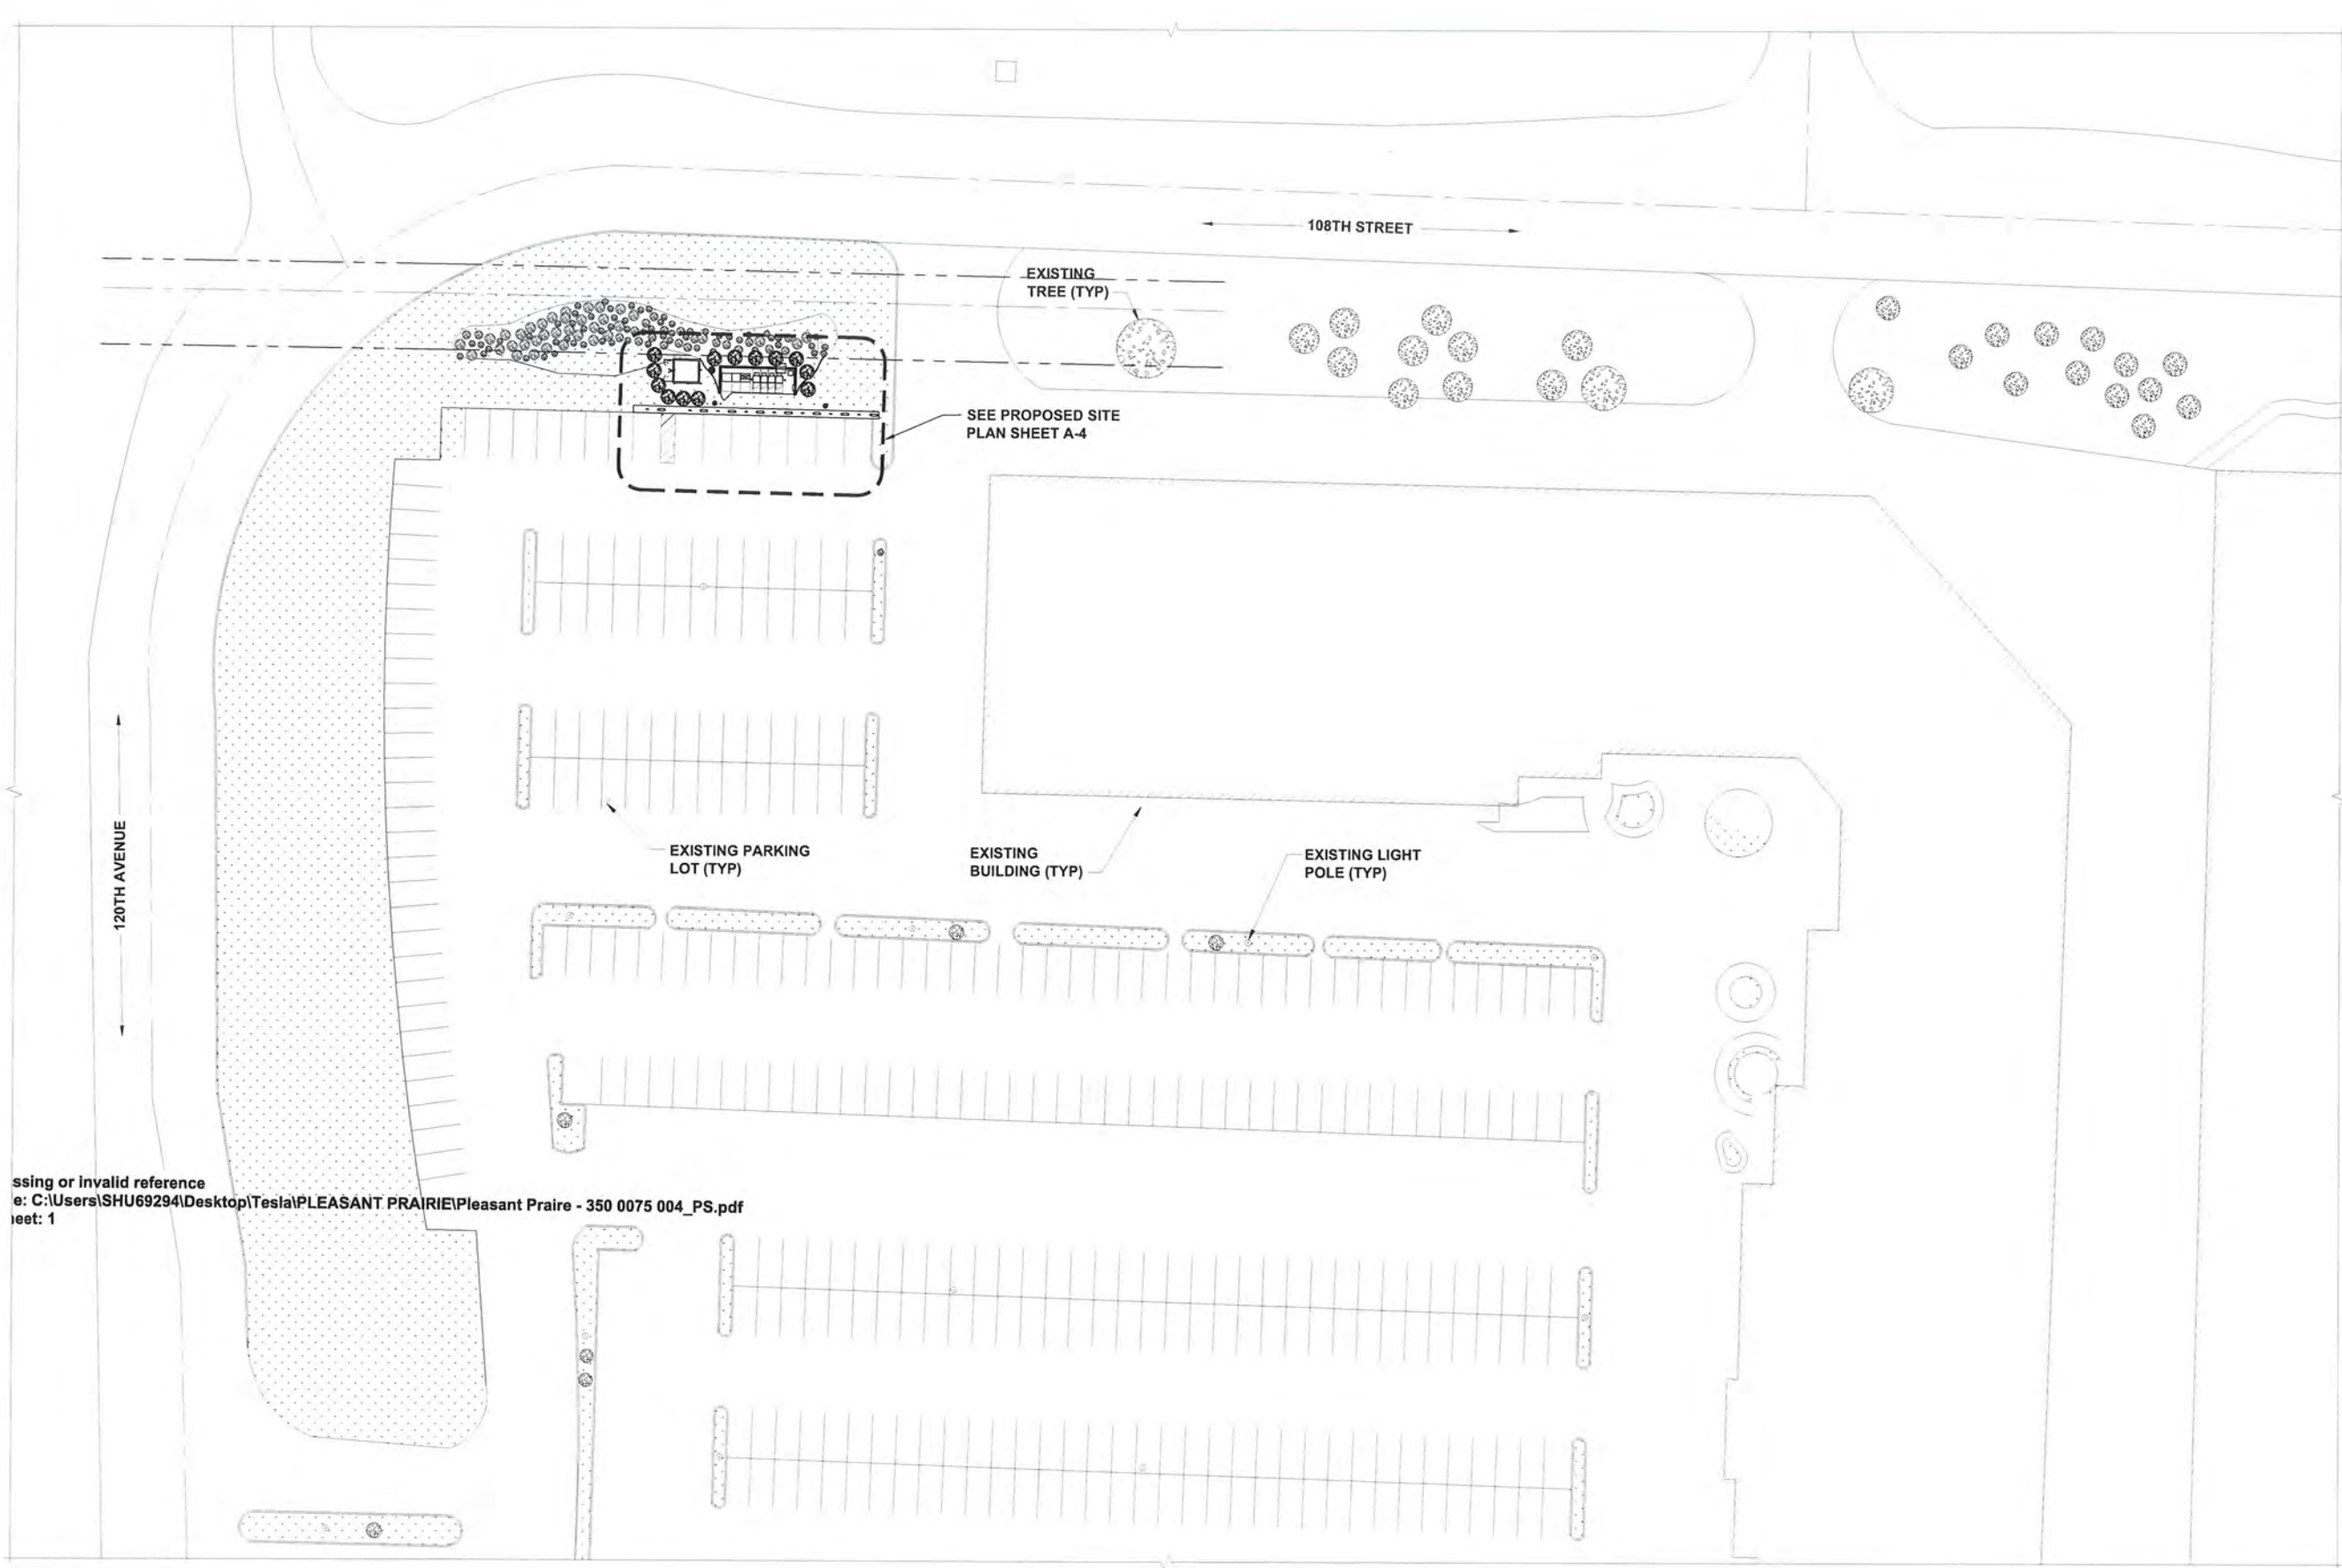 108TH STREET
EXISTING
TREE (TYP)
SEE PROPOSED SITE
PLAN SHEET A-4
120TH AVENUE
EXISTING PARKING
LOT (TYP)
EXISTING
BUILDING (TYP)
EXISTING LIGHT
POLE (TYP)
ssing or invalid reference
e: C:\Users\SHU69294\Desktop\Tesla\PLEASANT PRAIRIE\Pleasant Praire - 350 0075 004_PS.pdf
eet: 1